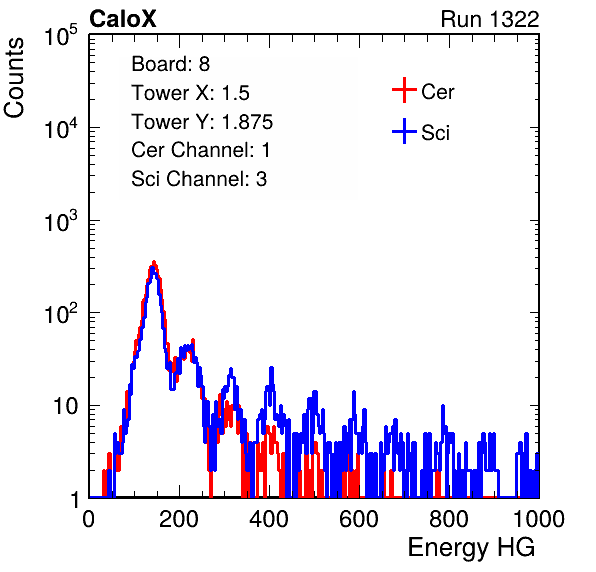 CaloX Run 1322
Counts
10^5
10^4
10^3
10^2
10
1
Board: 8
Tower X: 1.5
Tower Y: 1.875
Cer Channel: 1
Sci Channel: 3
Cer
Sci
0 200 400 600 800 1000
Energy HG